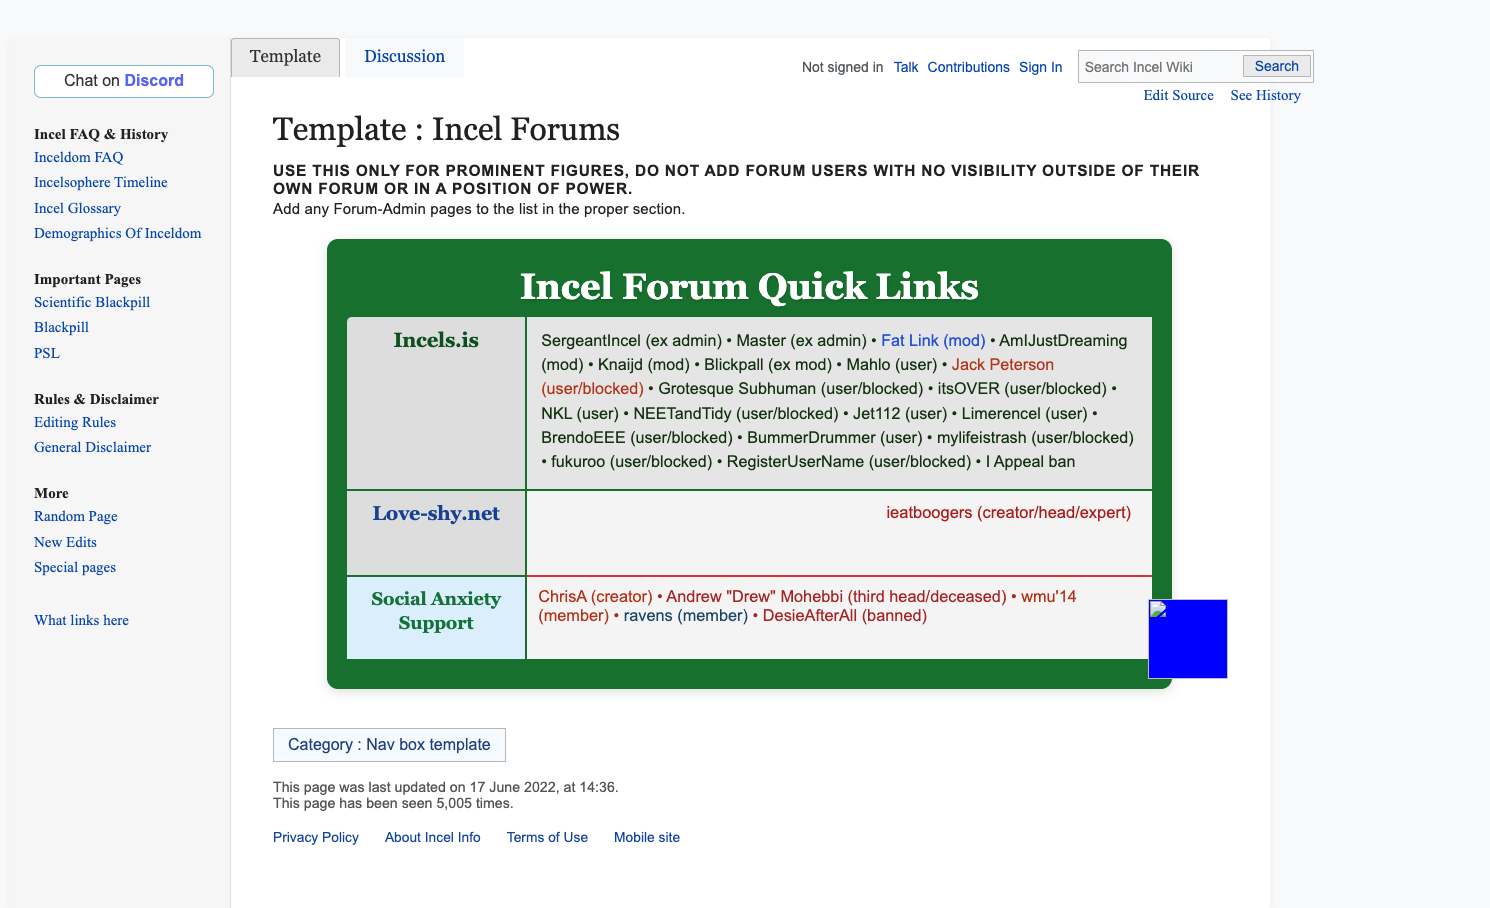 Chat on Discord
Incel FAQ & History
Inceldom FAQ
Incelsophere Timeline
Incel Glossary
Demographics Of Inceldom
Important Pages
Scientific Blackpill
Blackpill
PSL
Rules & Disclaimer
Editing Rules
General Disclaimer
More
Random Page
New Edits
Special pages
What links here
Template
Discussion
Not signed in Talk Contributions Sign In
Search Incel Wiki
Search
Edit Source See History
Template : Incel Forums
USE THIS ONLY FOR PROMINENT FIGURES, DO NOT ADD FORUM USERS WITH NO VISIBILITY OUTSIDE OF THEIR
OWN FORUM OR IN A POSITION OF POWER.
Add any Forum-Admin pages to the list in the proper section.
Incel Forum Quick Links
Incels.is
SergeantIncel (ex admin) • Master (ex admin) • Fat Link (mod) • AmIJustDreaming
(mod) • Knaijd (mod) • Blickpall (ex mod) • Mahlo (user) • Jack Peterson
(user/blocked) • Grotesque Subhuman (user/blocked) • itsOVER (user/blocked) •
NKL (user) • NEETandTidy (user/blocked) • Jet112 (user) • Limerencel (user) •
BrendoEEE (user/blocked) • BummerDrummer (user) • mylifeistrash (user/blocked)
• fukuroo (user/blocked) • RegisterUserName (user/blocked) • I Appeal ban
Love-shy.net
ieatboogers (creator/head/expert)
Social Anxiety
Support
ChrisA (creator) • Andrew "Drew" Mohebbi (third head/deceased) • wmu'14
(member) • ravens (member) • DesieAfterAll (banned)
Category : Nav box template
This page was last updated on 17 June 2022, at 14:36.
This page has been seen 5,005 times.
Privacy Policy About Incel Info Terms of Use Mobile site